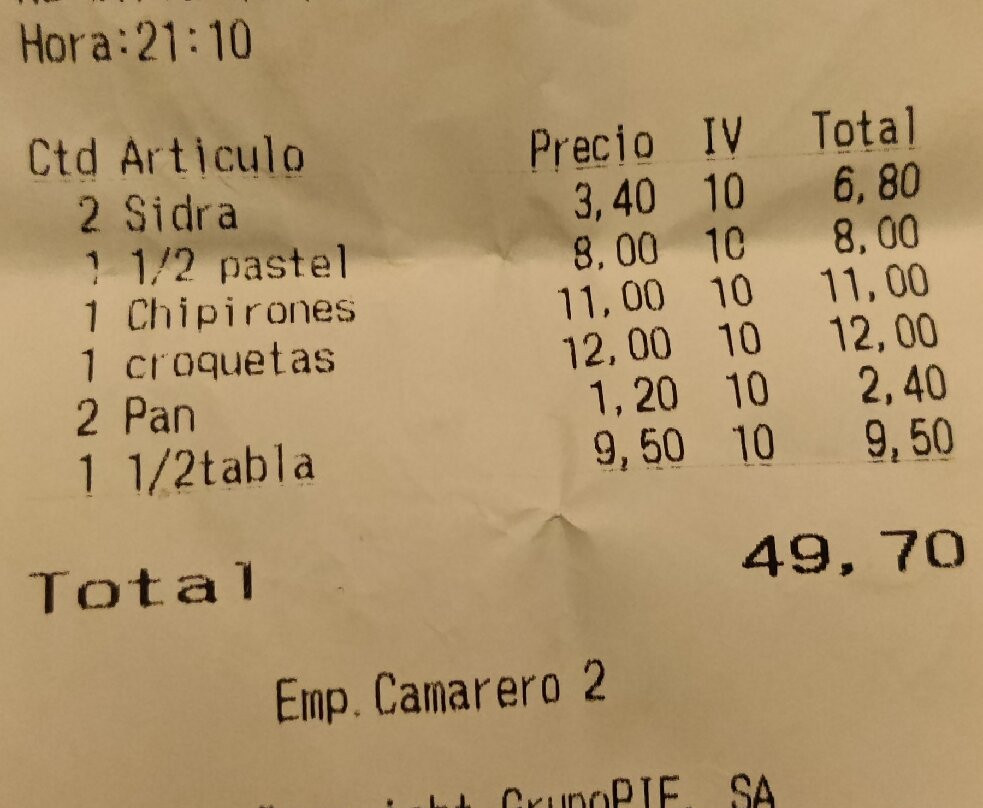 Hora:21:10
Ctd Articulo Precio IV Total
2 Sidra 3,40 10 6,80
1 1/2 pastel 8,00 10 8,00
1 Chipirones 11,00 10 11,00
1 croquetas 12,00 10 12,00
2 Pan 1,20 10 2,40
1 1/2tabla 9,50 10 9,50
Total 49,70
Emp.Camarero 2
GrupoPIE, SA